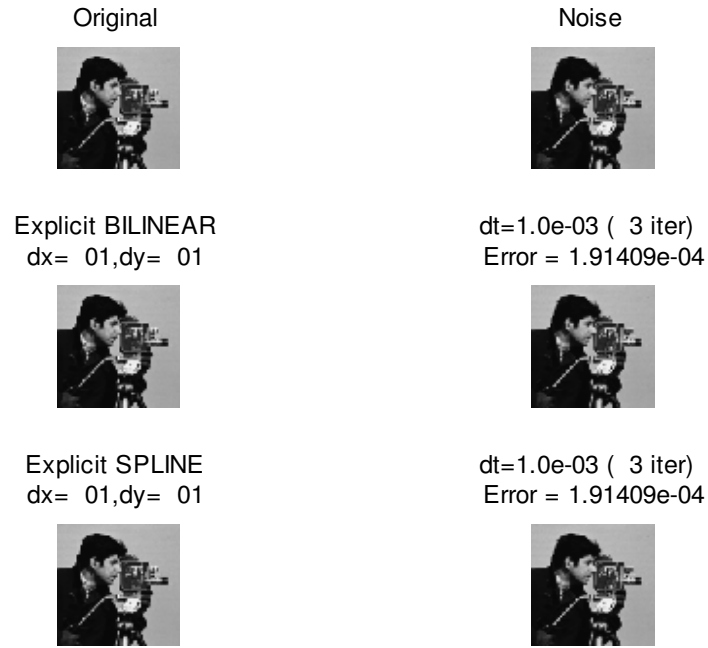 Original
Noise
Explicit BILINEAR
dx=  01,dy=  01
dt=1.0e-03 (  3 iter)
Error = 1.91409e-04
Explicit SPLINE
dx=  01,dy=  01
dt=1.0e-03 (  3 iter)
Error = 1.91409e-04